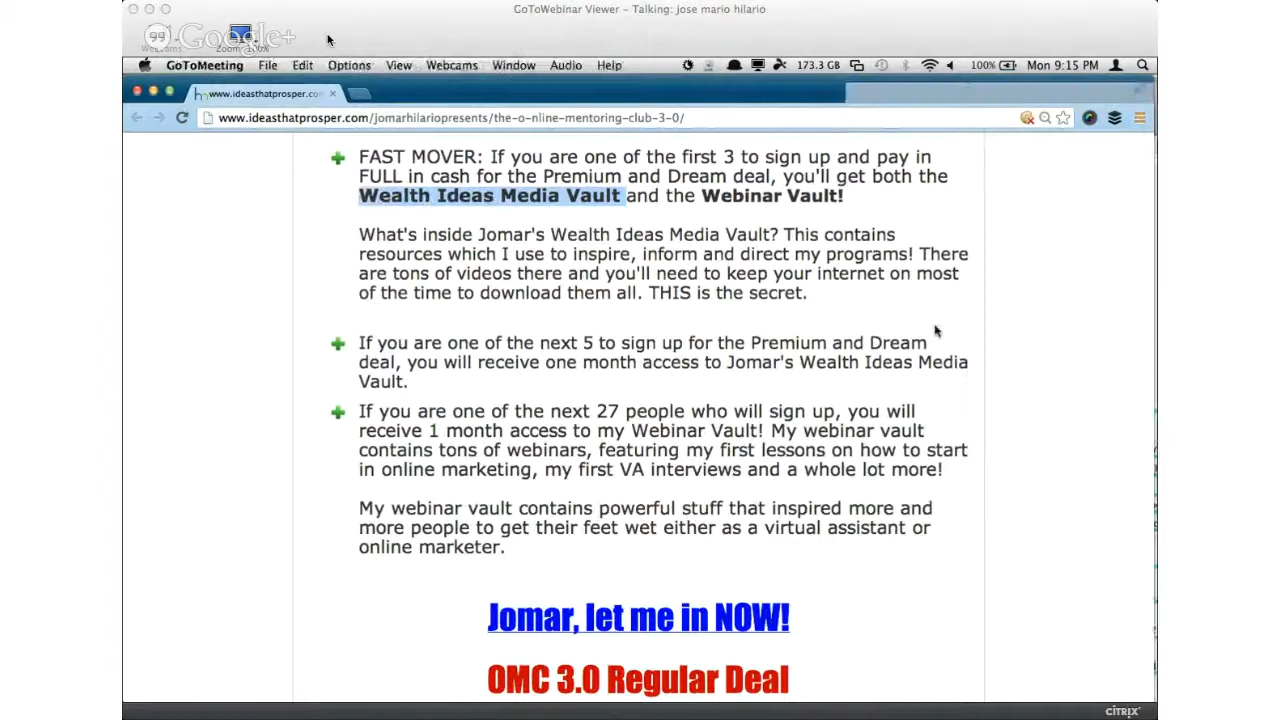 GoToWebinar Viewer - Talking: jose mario hilario
Google+
GoToMeeting File Edit Options View Webcams Window Audio Help 173.3 GB 100% Mon 9:15 PM
www.ideasthatprosper.co
www.ideasthatprosper.com/jomarhilariopresents/the-o-nline-mentoring-club-3-0/
FAST MOVER: If you are one of the first 3 to sign up and pay in
FULL in cash for the Premium and Dream deal, you'll get both the
Wealth Ideas Media Vault and the Webinar Vault!
What's inside Jomar's Wealth Ideas Media Vault? This contains
resources which I use to inspire, inform and direct my programs! There
are tons of videos there and you'll need to keep your internet on most
of the time to download them all. THIS is the secret.
If you are one of the next 5 to sign up for the Premium and Dream
deal, you will receive one month access to Jomar's Wealth Ideas Media
Vault.
If you are one of the next 27 people who will sign up, you will
receive 1 month access to my Webinar Vault! My webinar vault
contains tons of webinars, featuring my first lessons on how to start
in online marketing, my first VA interviews and a whole lot more!
My webinar vault contains powerful stuff that inspired more and
more people to get their feet wet either as a virtual assistant or
online marketer.
Jomar, let me in NOW!
OMC 3.0 Regular Deal
CITRIX